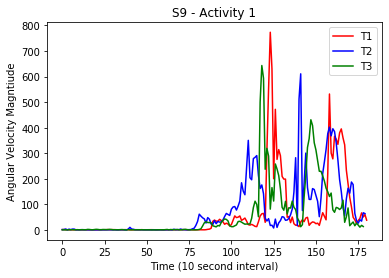 S9 - Activity 1
Angular Velocity Magntiude
800
700
600
500
400
300
200
100
0
0 25 50 75 100 125 150 175
Time (10 second interval)
T1
T2
T3